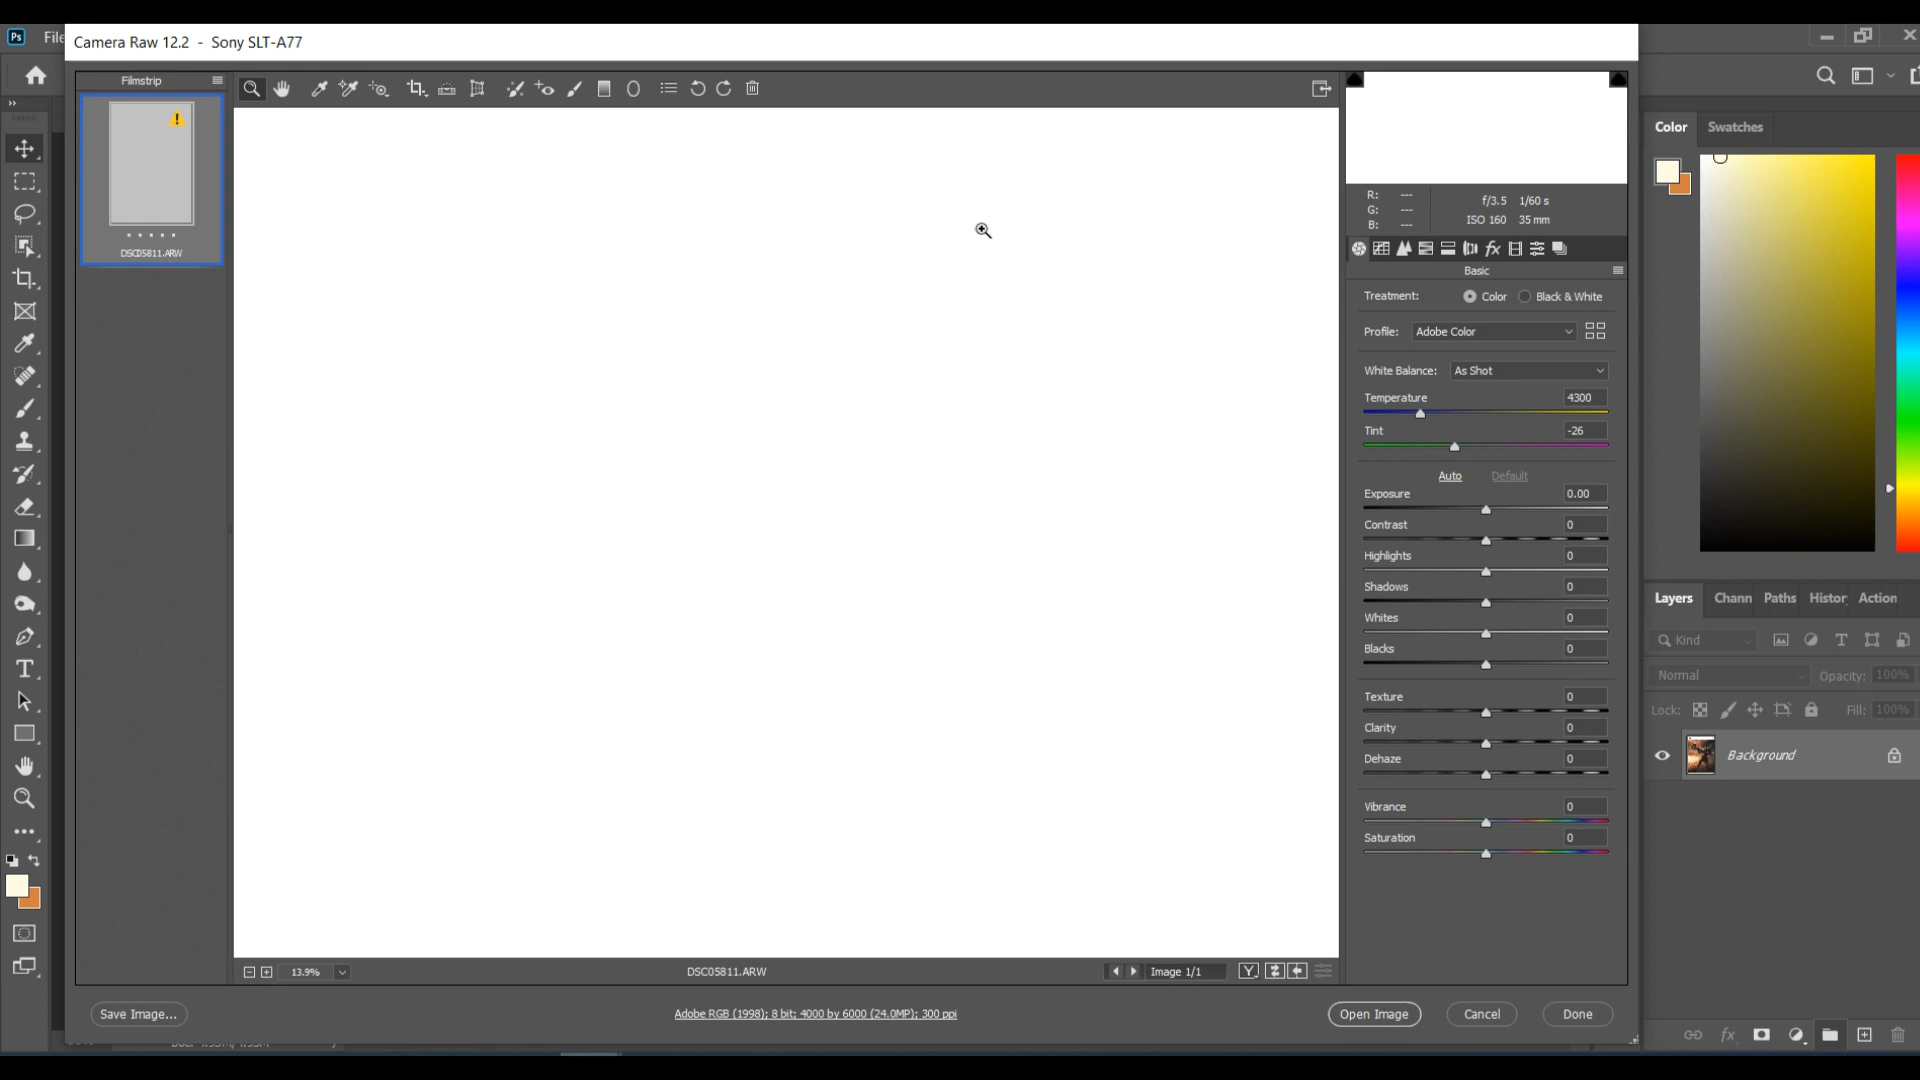 Ps File
Camera Raw 12.2 - Sony SLT-A77
Filmstrip
DSC05811.ARW
R: ---
G: ---
B: ---
f/3.5 1/60 s
ISO 160 35 mm
Basic
Treatment: Color Black & White
Profile: Adobe Color
White Balance: As Shot
Temperature 4300
Tint -26
Auto Default
Exposure 0.00
Contrast 0
Highlights 0
Shadows 0
Whites 0
Blacks 0
Texture 0
Clarity 0
Dehaze 0
Vibrance 0
Saturation 0
13.9%
DSC05811.ARW
Image 1/1
Save Image...
Adobe RGB (1998); 8 bit; 4000 by 6000 (24.0MP); 300 ppi
Open Image Cancel Done
Color Swatches
Layers Chann Paths Histor Action
Kind
Normal Opacity: 100%
Lock: Fill: 100%
Background